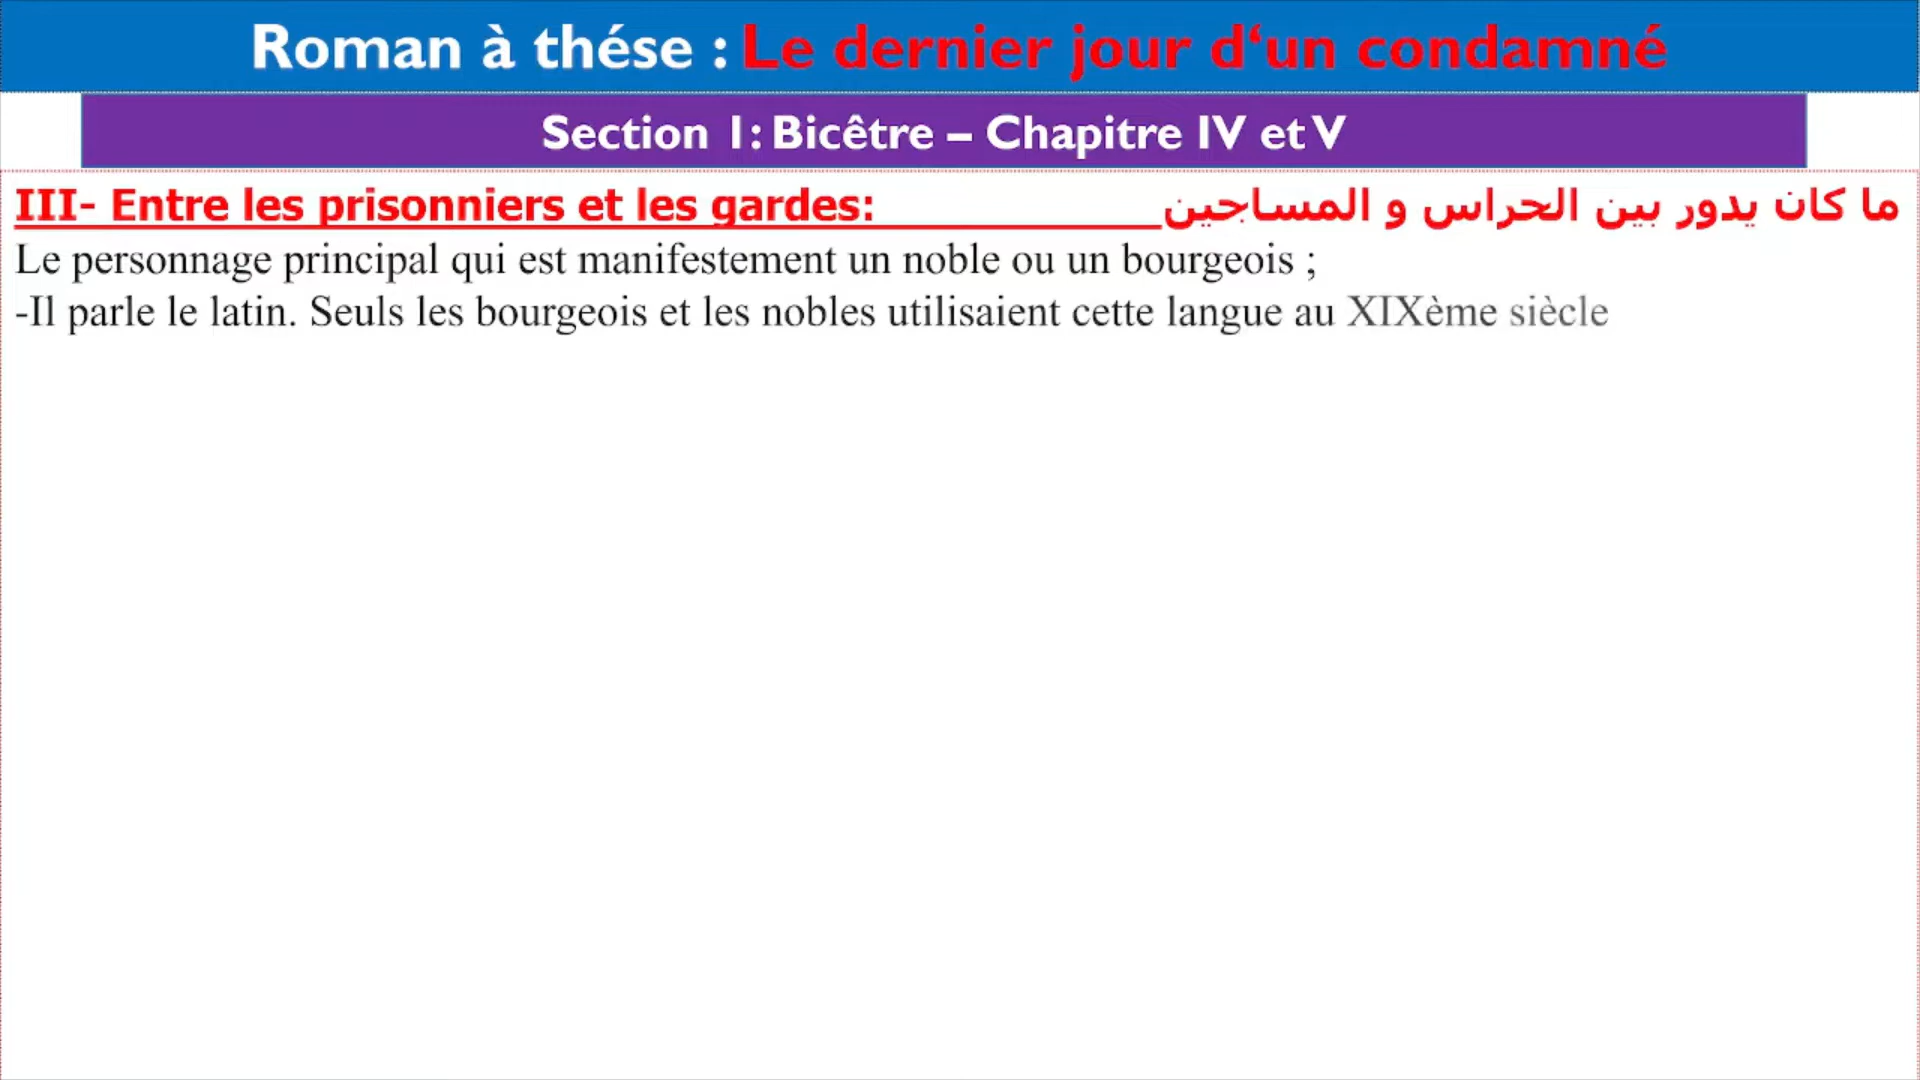 Roman à thése : Le dernier jour d‘un condamné
Section 1: Bicêtre – Chapitre IV et V
III- Entre les prisonniers et les gardes: ما كان يدور بين الحراس و المساجين
Le personnage principal qui est manifestement un noble ou un bourgeois ;
-Il parle le latin. Seuls les bourgeois et les nobles utilisaient cette langue au XIXème siècle